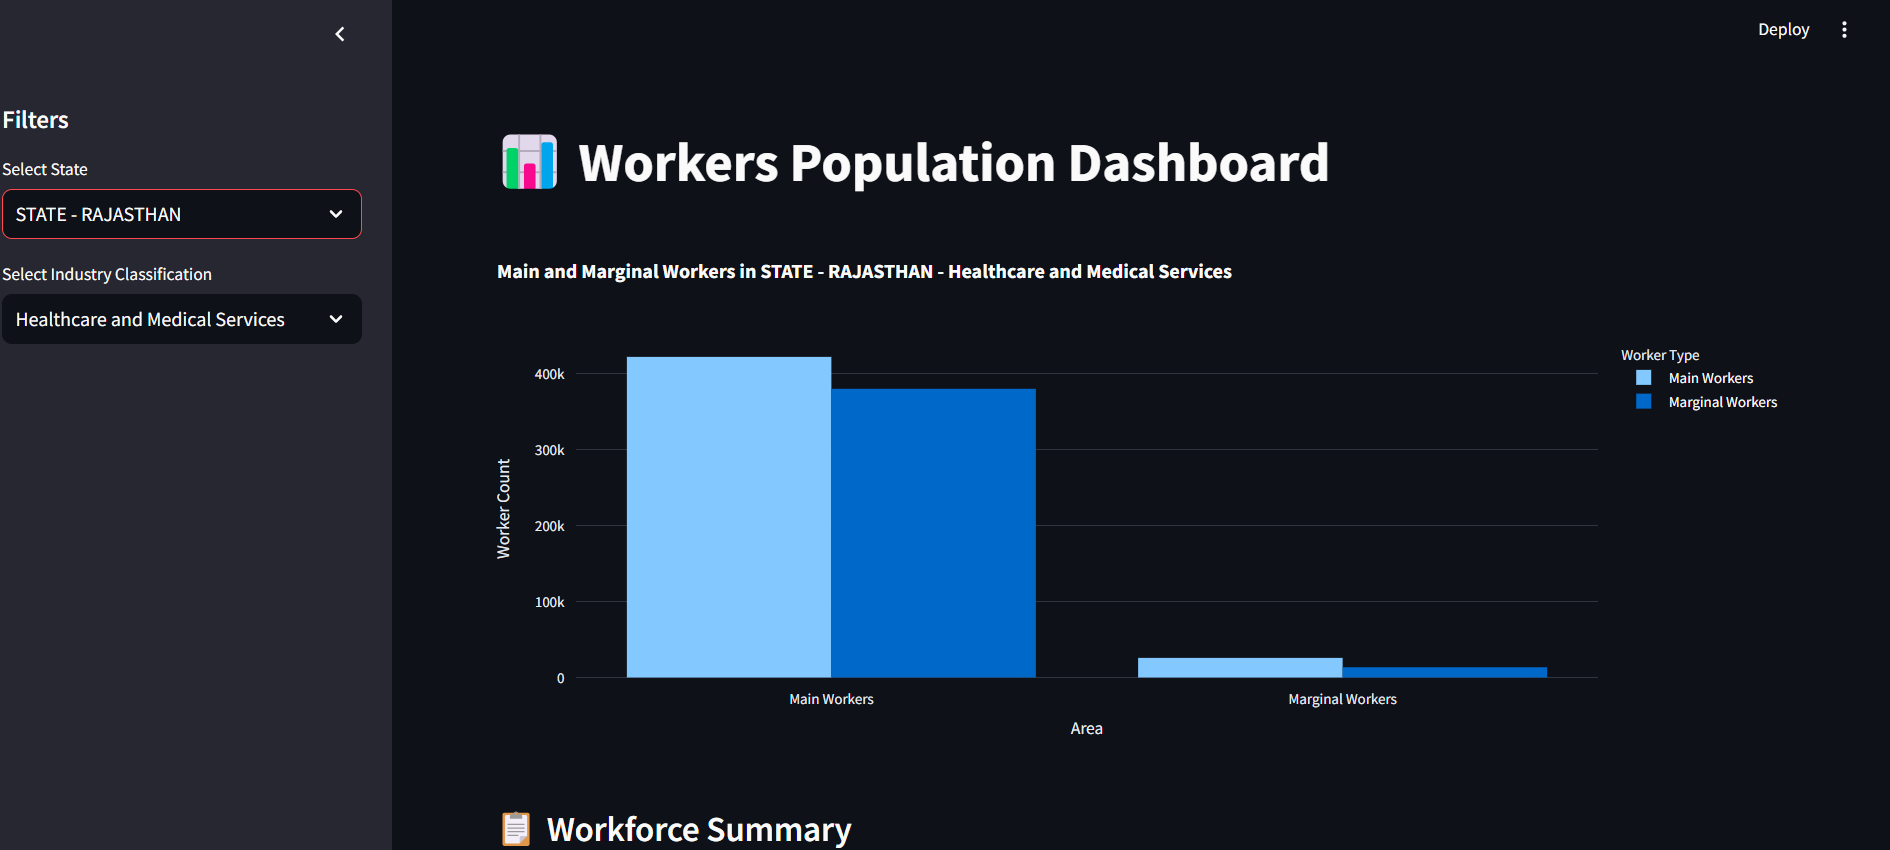 Deploy
Filters
Select State
STATE - RAJASTHAN
Select Industry Classification
Healthcare and Medical Services
Workers Population Dashboard
Main and Marginal Workers in STATE - RAJASTHAN - Healthcare and Medical Services
Worker Type
Main Workers
Marginal Workers
Worker Count
400k
300k
200k
100k
0
Main Workers
Marginal Workers
Area
Workforce Summary